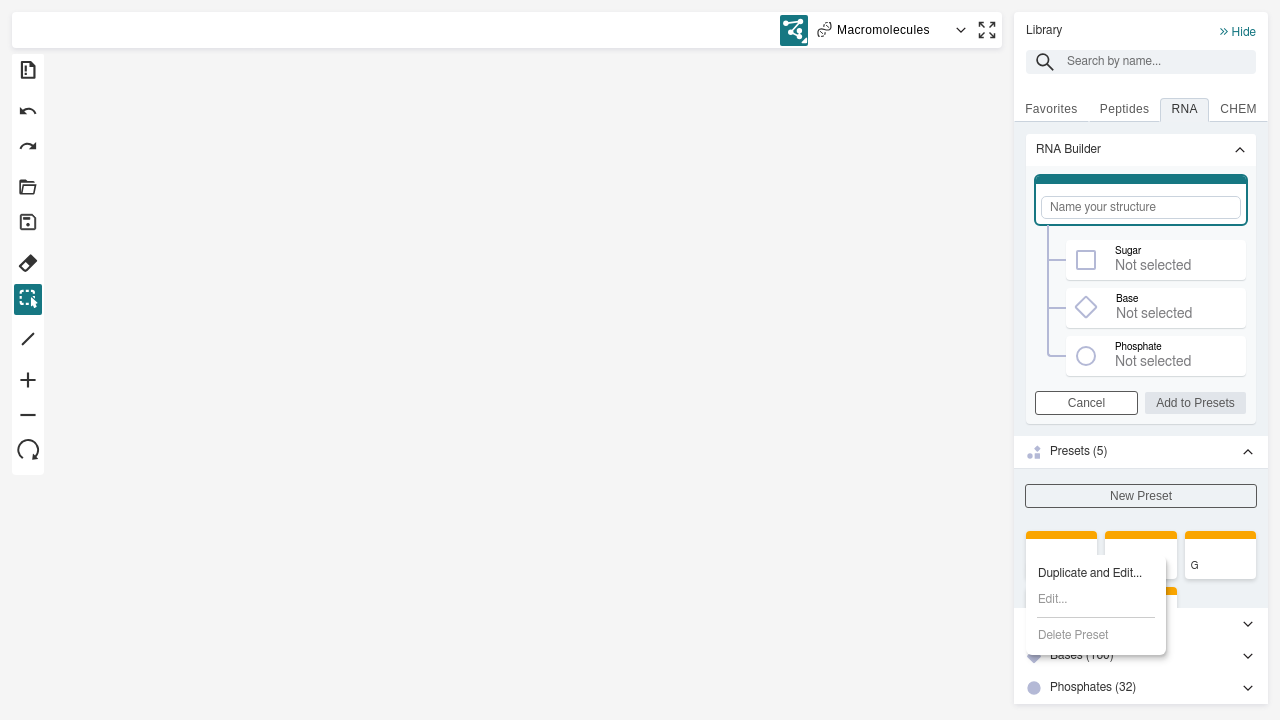 Macromolecules
Library
Hide
Search by name...
Favorites
Peptides
RNA
CHEM
RNA Builder
Name your structure
Sugar
Not selected
Base
Not selected
Phosphate
Not selected
Cancel
Add to Presets
Presets (5)
New Preset
G
Duplicate and Edit...
Edit...
Delete Preset
Bases (160)
Phosphates (32)